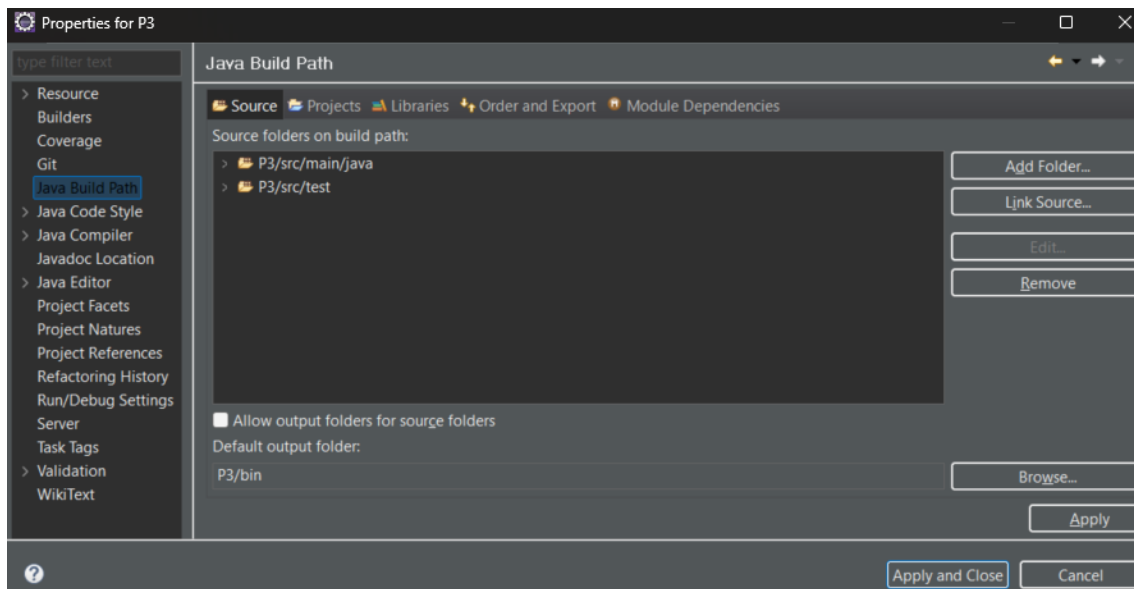 Properties for P3
type filter text
Resource
Builders
Coverage
Git
Java Build Path
Java Code Style
Java Compiler
Javadoc Location
Java Editor
Project Facets
Project Natures
Project References
Refactoring History
Run/Debug Settings
Server
Task Tags
Validation
WikiText
Java Build Path
Source Projects Libraries Order and Export Module Dependencies
Source folders on build path:
P3/src/main/java
P3/src/test
Add Folder...
Link Source...
Edit...
Remove
Allow output folders for source folders
Default output folder:
P3/bin
Browse...
Apply
Apply and Close Cancel